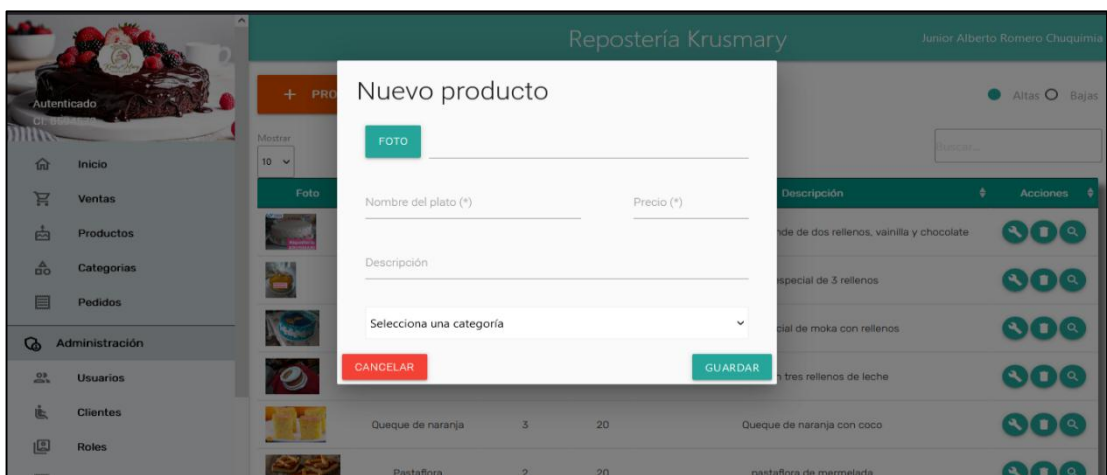 Repostería Krusmary
Junior Alberto Romero Chuquimia
Autenticado
Inicio
Ventas
Productos
Categorias
Pedidos
Administración
Usuarios
Clientes
Roles
+ PRO
Altas Bajas
Mostrar
10
Buscar...
Foto Descripción Acciones
Nuevo producto
FOTO
Nombre del plato (*) Precio (*)
Descripción
Selecciona una categoría
CANCELAR GUARDAR
nde de dos rellenos, vainilla y chocolate
especial de 3 rellenos
cial de moka con rellenos
n tres rellenos de leche
Queque de naranja 3 20 Queque de naranja con coco
Pastaflora 2 20 pastaflora de mermelada